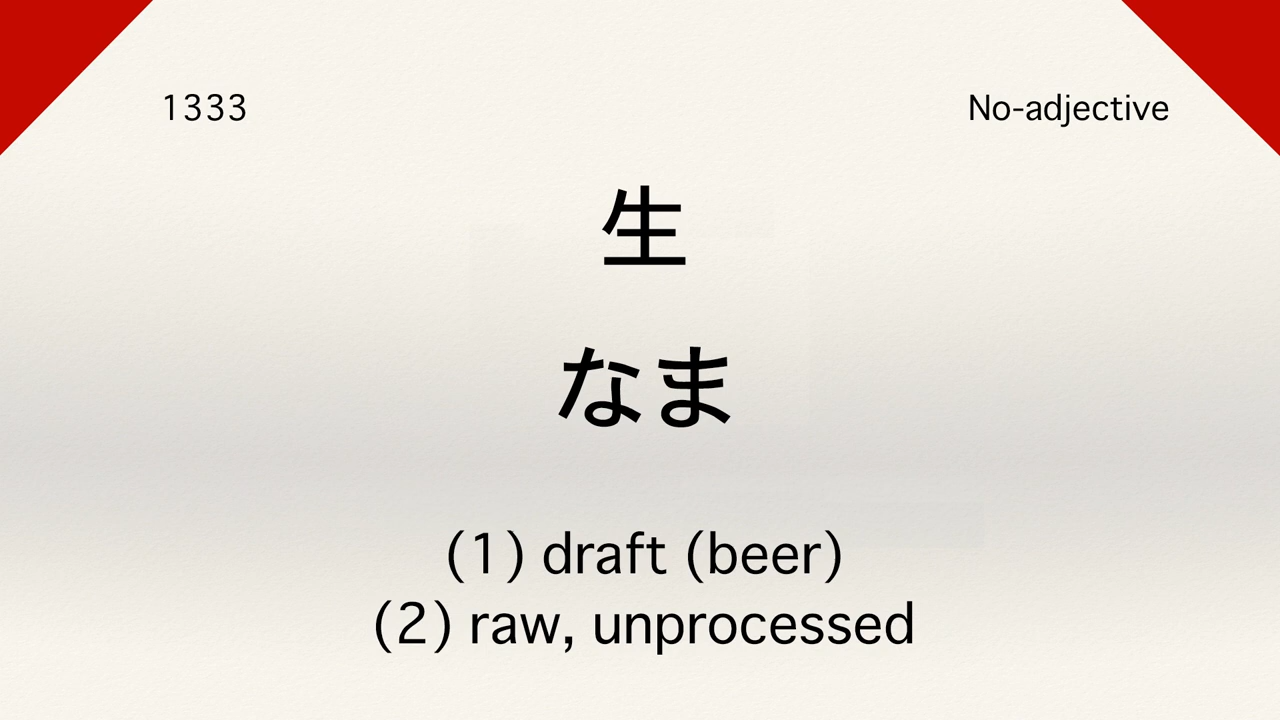 1333
No-adjective
生
なま
(1) draft (beer)
(2) raw, unprocessed